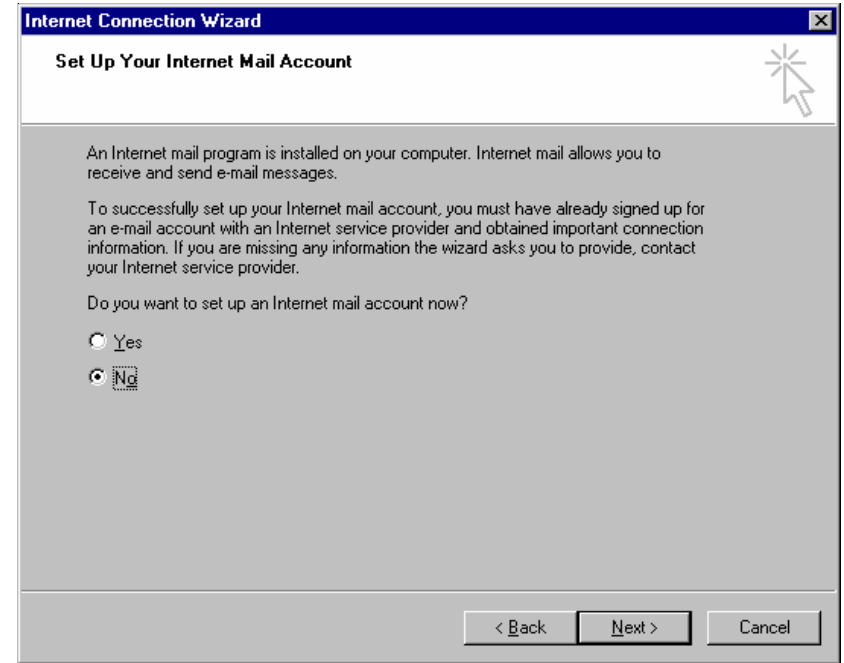 Internet Connection Wizard
Set Up Your Internet Mail Account
An Internet mail program is installed on your computer. Internet mail allows you to
receive and send e-mail messages.
To successfully set up your Internet mail account, you must have already signed up for
an e-mail account with an Internet service provider and obtained important connection
information. If you are missing any information the wizard asks you to provide, contact
your Internet service provider.
Do you want to set up an Internet mail account now?
Yes
No
< Back Next > Cancel